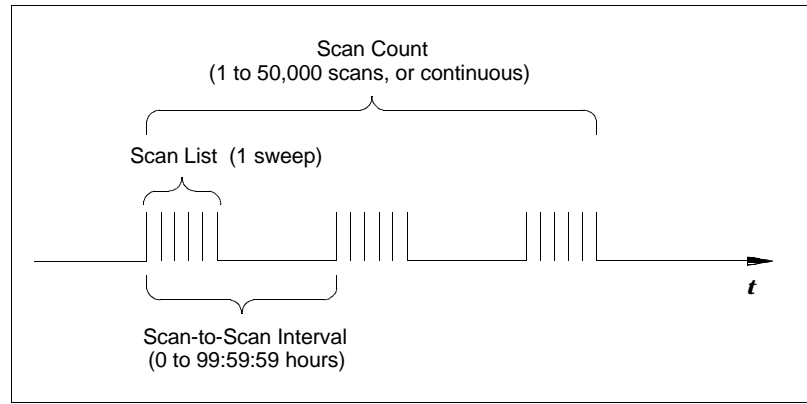 Scan Count
(1 to 50,000 scans, or continuous)
Scan List (1 sweep)
t
Scan-to-Scan Interval
(0 to 99:59:59 hours)